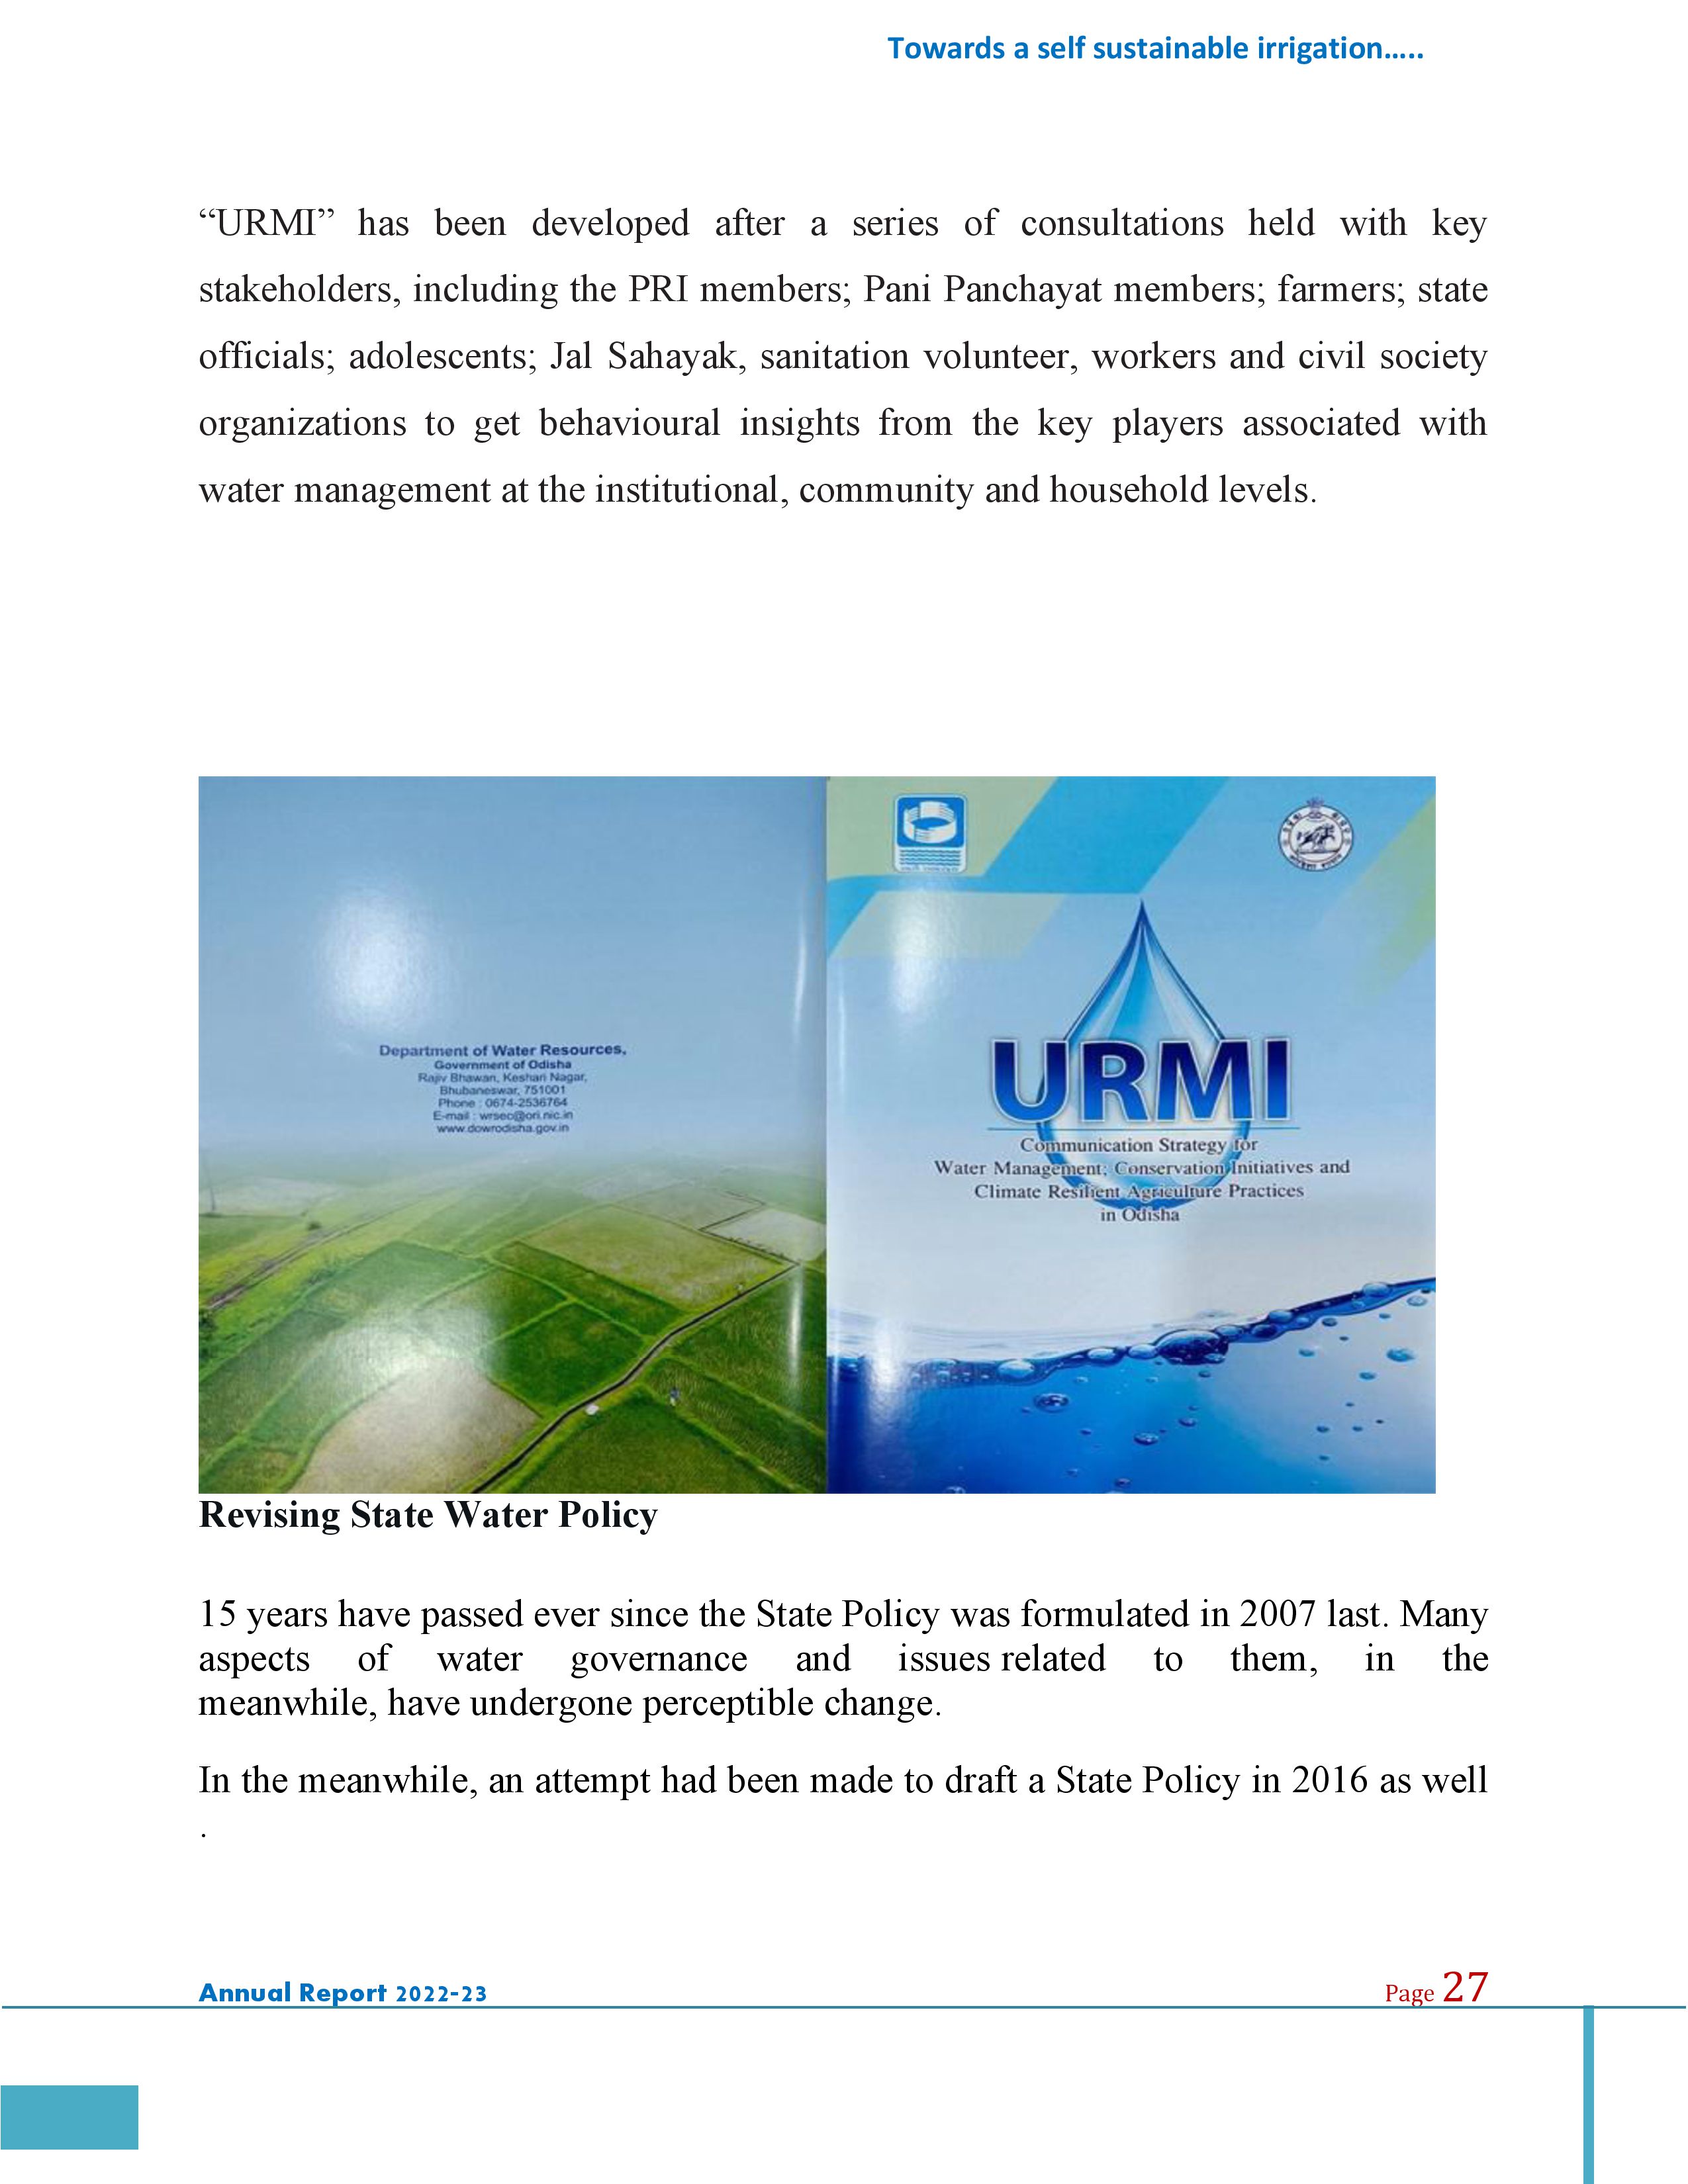 Towards a self sustainable irrigation.....
“URMI” has been developed after a series of consultations held with key
stakeholders, including the PRI members; Pani Panchayat members; farmers; state
officials; adolescents; Jal Sahayak, sanitation volunteer, workers and civil society
organizations to get behavioural insights from the key players associated with
water management at the institutional, community and household levels.
Department of Water Resources,
Government of Odisha
Rajiv Bhawan, Keshari Nagar,
Bhubaneswar, 751001
Phone : 0674-2536764
E-mail : wrsec@ori.nic.in
www.dowrodisha.gov.in
URMI
Communication Strategy for
Water Management; Conservation Initiatives and
Climate Resilient Agriculture Practices
in Odisha
Revising State Water Policy
15 years have passed ever since the State Policy was formulated in 2007 last. Many
aspects of water governance and issues related to them, in the
meanwhile, have undergone perceptible change.
In the meanwhile, an attempt had been made to draft a State Policy in 2016 as well
.
Annual Report 2022-23
Page 27